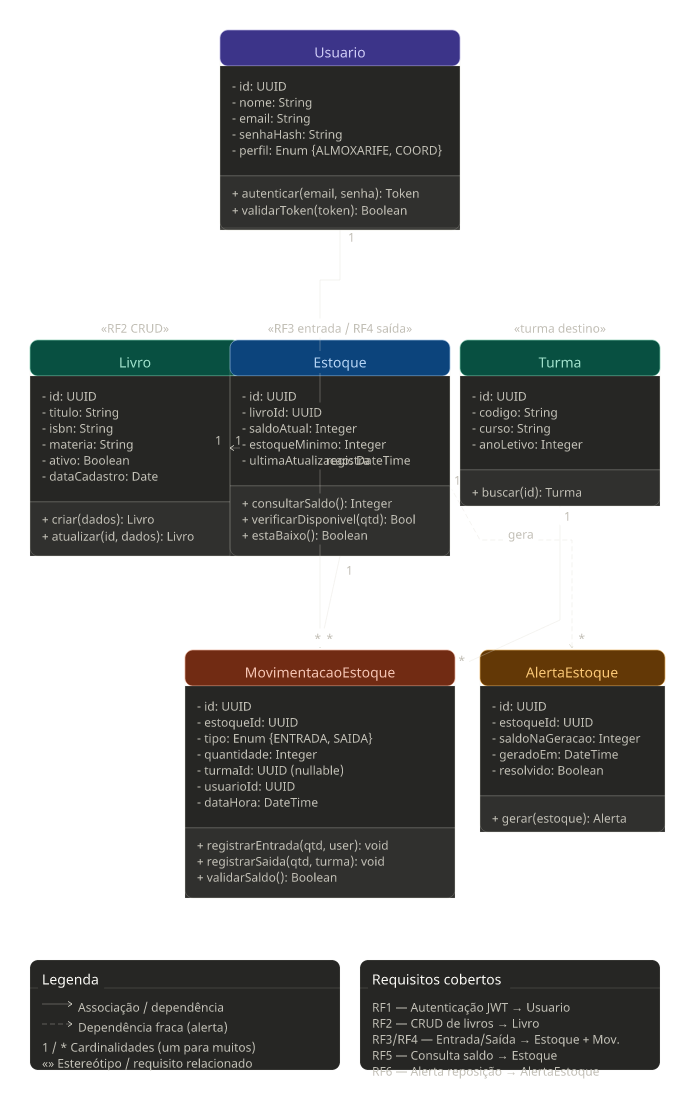 Usuario
- id: UUID
- nome: String
- email: String
- senhaHash: String
- perfil: Enum {ALMOXARIFE, COORD}
+ autenticar(email, senha): Token
+ validarToken(token): Boolean
1
«RF2 CRUD»
Livro
- id: UUID
- titulo: String
- isbn: String
- materia: String
- ativo: Boolean
- dataCadastro: Date
+ criar(dados): Livro
+ atualizar(id, dados): Livro
1
1
«RF3 entrada / RF4 saída»
Estoque
- id: UUID
- livroId: UUID
- saldoAtual: Integer
- estoqueMinimo: Integer
- ultimaAtualizacao: DateTime
registra
+ consultarSaldo(): Integer
+ verificarDisponivel(qtd): Bool
+ estaBaixo(): Boolean
1
«turma destino»
Turma
- id: UUID
- codigo: String
- curso: String
- anoLetivo: Integer
+ buscar(id): Turma
1
1
gera
* *
*
*
MovimentacaoEstoque
- id: UUID
- estoqueId: UUID
- tipo: Enum {ENTRADA, SAIDA}
- quantidade: Integer
- turmaId: UUID (nullable)
- usuarioId: UUID
- dataHora: DateTime
+ registrarEntrada(qtd, user): void
+ registrarSaida(qtd, turma): void
+ validarSaldo(): Boolean
AlertaEstoque
- id: UUID
- estoqueId: UUID
- saldoNaGeracao: Integer
- geradoEm: DateTime
- resolvido: Boolean
+ gerar(estoque): Alerta
Legenda
Associação / dependência
Dependência fraca (alerta)
1 / * Cardinalidades (um para muitos)
«» Estereótipo / requisito relacionado
Requisitos cobertos
RF1 — Autenticação JWT → Usuario
RF2 — CRUD de livros → Livro
RF3/RF4 — Entrada/Saída → Estoque + Mov.
RF5 — Consulta saldo → Estoque
RF6 — Alerta reposição → AlertaEstoque